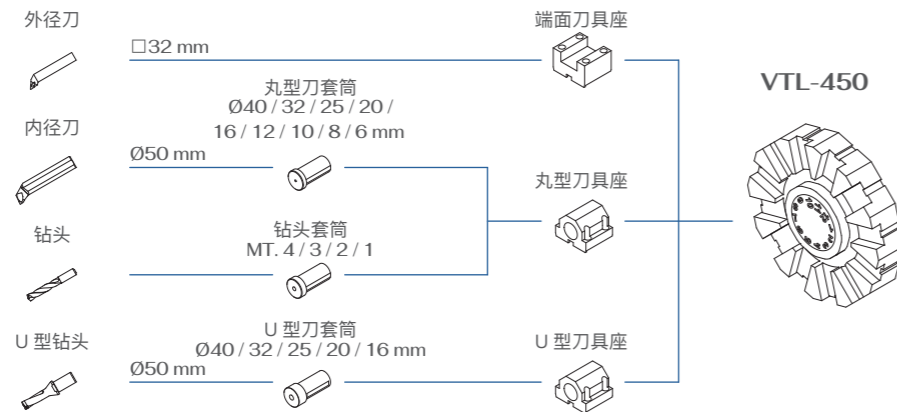 外径刀
□32 mm
端面刀具座
VTL-450
丸型刀套筒
Ø40 / 32 / 25 / 20 /
16 / 12 / 10 / 8 / 6 mm
内径刀
Ø50 mm
丸型刀具座
钻头
钻头套筒
MT. 4 / 3 / 2 / 1
U 型钻头
U 型刀套筒
Ø40 / 32 / 25 / 20 / 16 mm
Ø50 mm
U 型刀具座